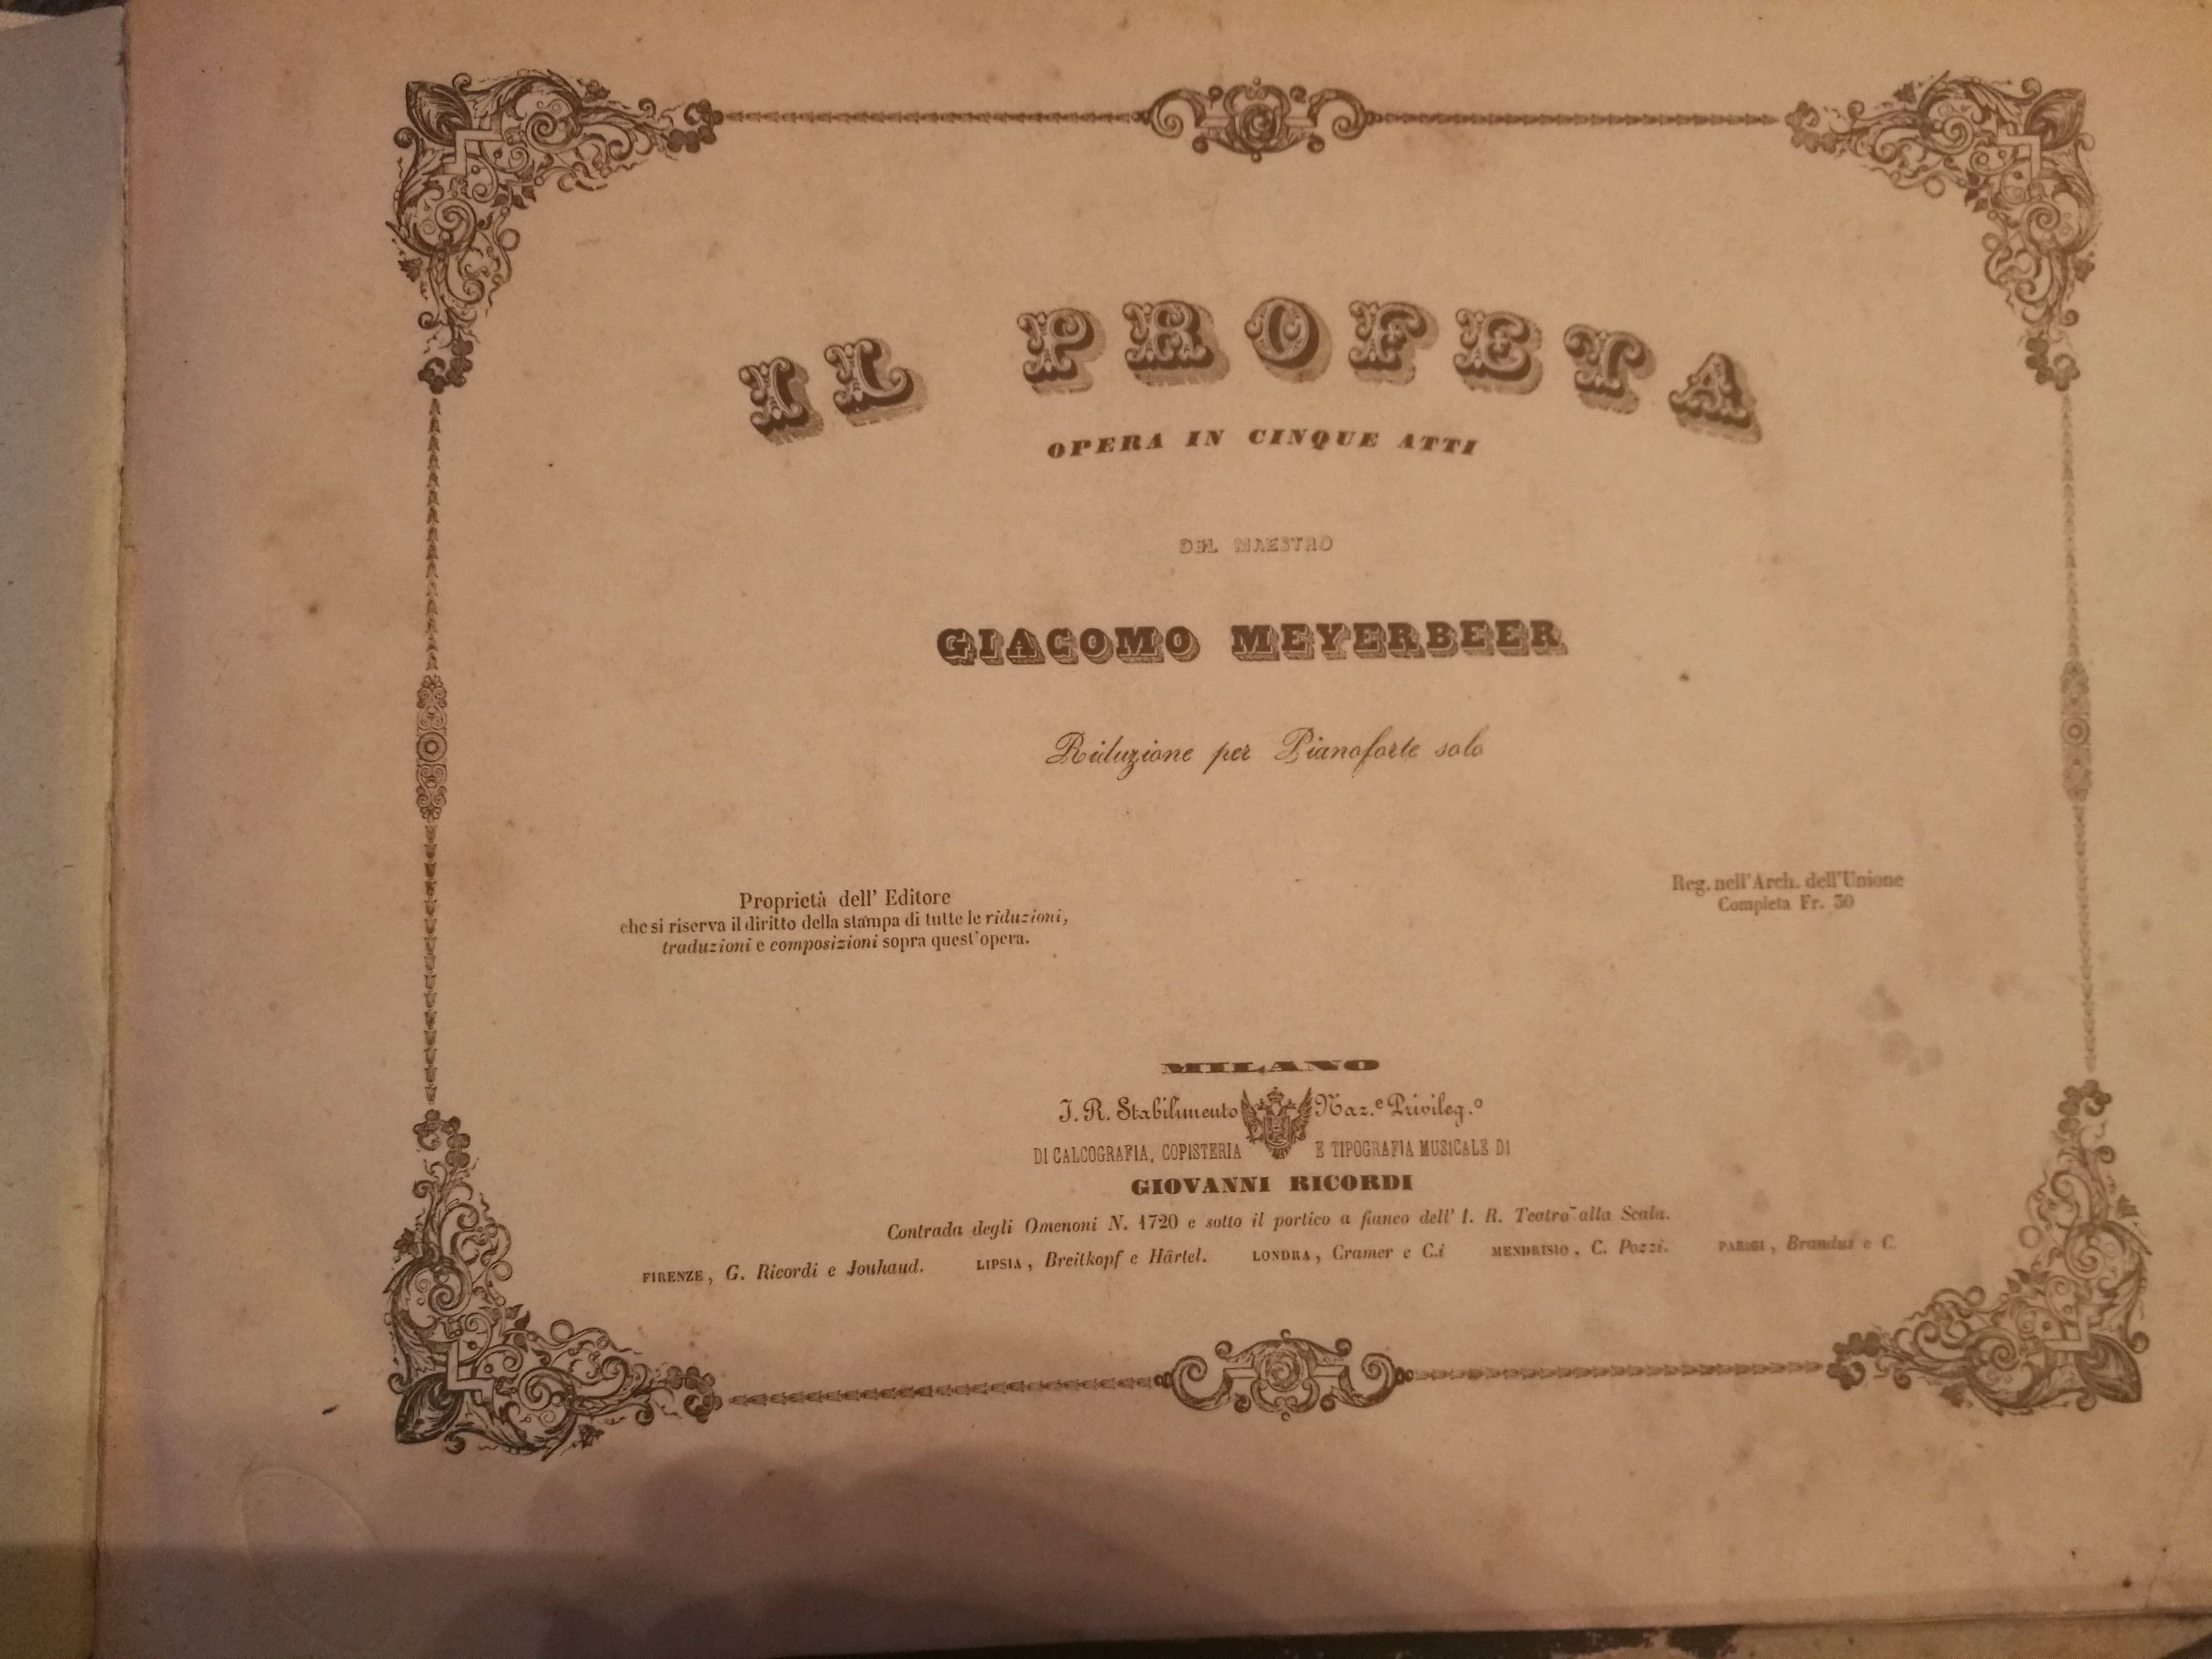 IL PROFETA
OPERA IN CINQUE ATTI
DEL MAESTRO
GIACOMO MEYERBEER
Riduzione per Pianoforte solo
Proprietà dell' Editore
che si riserva il diritto della stampa di tutte le riduzioni,
traduzioni e composizioni sopra quest'opera.
Reg. nell'Arch. dell'Unione
Completa Fr. 30
MILANO
I. R. Stabilimento Naz.e Privileg.o
DI CALCOGRAFIA, COPISTERIA E TIPOGRAFIA MUSICALE DI
GIOVANNI RICORDI
Contrada degli Omenoni N. 1720 e sotto il portico a fianco dell' I. R. Teatro alla Scala.
FIRENZE, G. Ricordi e Jouhaud. LIPSIA, Breitkopf e Härtel. LONDRA, Cramer e C.i MENDRISIO, C. Pozzi. PARIGI, Brandus e C.